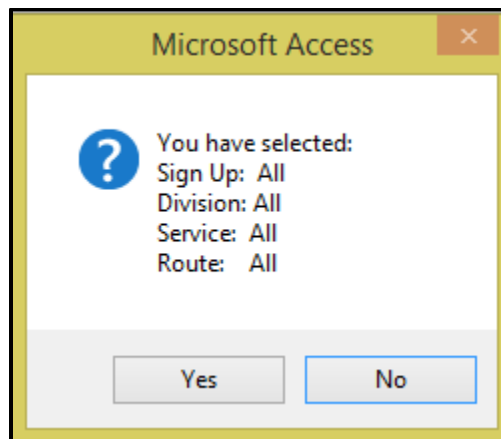 Microsoft Access
You have selected:
Sign Up:  All
Division: All
Service:  All
Route:    All
Yes
No